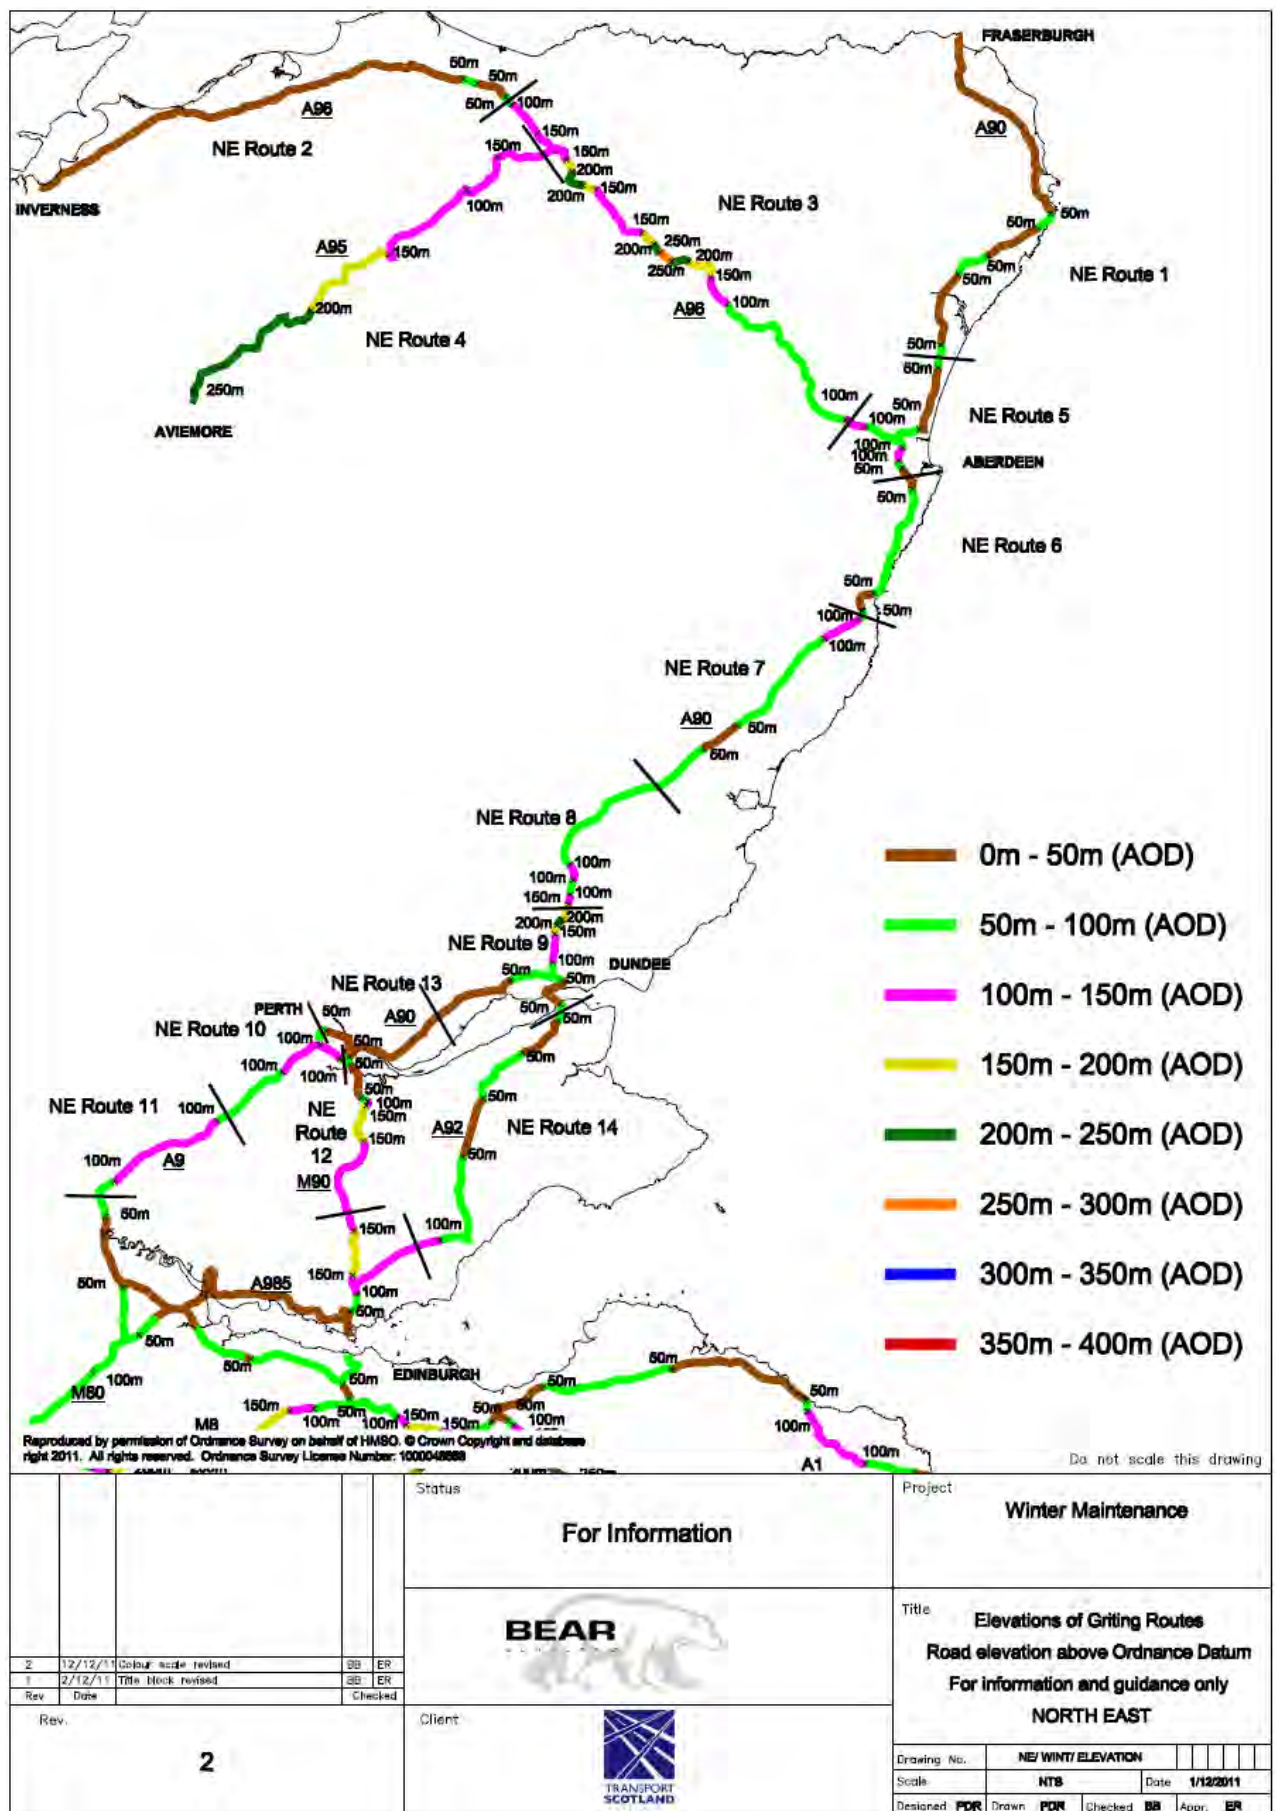 FRASERBURGH
50m
50m
50m
100m
A96
A90
150m
150m
150m
NE Route 2
200m
200m
150m
INVERNESS
100m
NE Route 3
50m
50m
150m
A95
150m
200m
250m
200m
250m
150m
50m
50m
NE Route 1
200m
A96
100m
NE Route 4
50m
50m
250m
100m
50m
NE Route 5
AVIEMORE
100m
100m
100m
50m
ABERDEEN
50m
NE Route 6
50m
50m
100m
100m
NE Route 7
A90
50m
50m
NE Route 8
100m
100m
100m
150m
200m
200m
150m
NE Route 9
100m
DUNDEE
50m
50m
NE Route 13
PERTH
50m
A90
50m
50m
NE Route 10
100m
50m
50m
50m
100m
100m
50m
50m
NE Route 11
100m
100m
150m
NE
Route
12
A92
NE Route 14
150m
A9
50m
100m
M90
50m
100m
150m
50m
A985
150m
100m
50m
50m
50m
50m
100m
M80
50m
EDINBURGH
50m
50m
M8
150m
100m
50m
100m
150m
150m
50m
50m
100m
50m
100m
100m
A1
0m - 50m (AOD)
50m - 100m (AOD)
100m - 150m (AOD)
150m - 200m (AOD)
200m - 250m (AOD)
250m - 300m (AOD)
300m - 350m (AOD)
350m - 400m (AOD)
Reproduced by permission of Ordnance Survey on behalf of HMSO. © Crown Copyright and database
right 2011. All rights reserved. Ordnance Survey License Number:
Do not scale this drawing
Status
For Information
Project
Winter Maintenance
BEAR
Title
Elevations of Griting Routes
Road elevation above Ordnance Datum
For information and guidance only
NORTH EAST
2 12/12/11 Colour scale revised BB ER
1 2/12/11 Title block revised BB ER
Rev Date Checked
Rev.
2
Client
TRANSPORT
SCOTLAND
Drawing No. NE/ WINT/ ELEVATION
Scale NTS Date 1/12/2011
Designed PDR Drawn PDR Checked BB Appr. ER